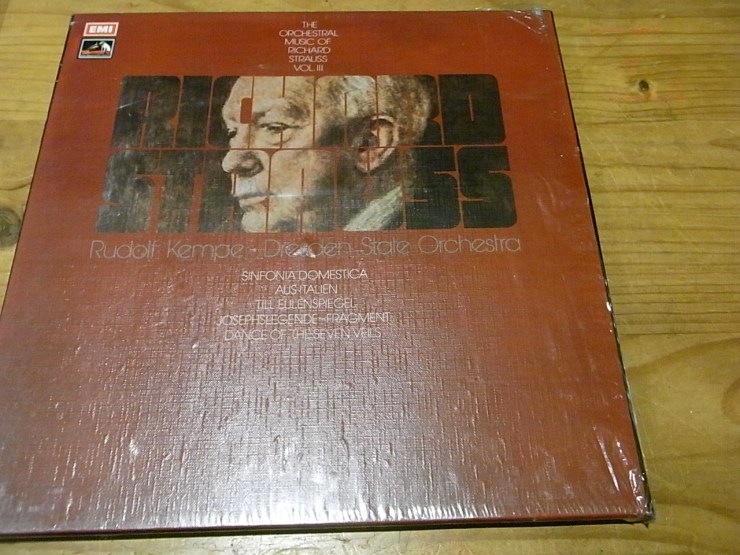 EMI
THE
ORCHESTRAL
MUSIC OF
RICHARD
STRAUSS
VOL III
RICHARD
STRAUSS
Rudolf Kempe - Dresden State Orchestra
SINFONIA DOMESTICA
AUS ITALIEN
TILL EULENSPIEGEL
JOSEPHSLEGENDE-FRAGMENT
DANCE OF THE SEVEN VEILS